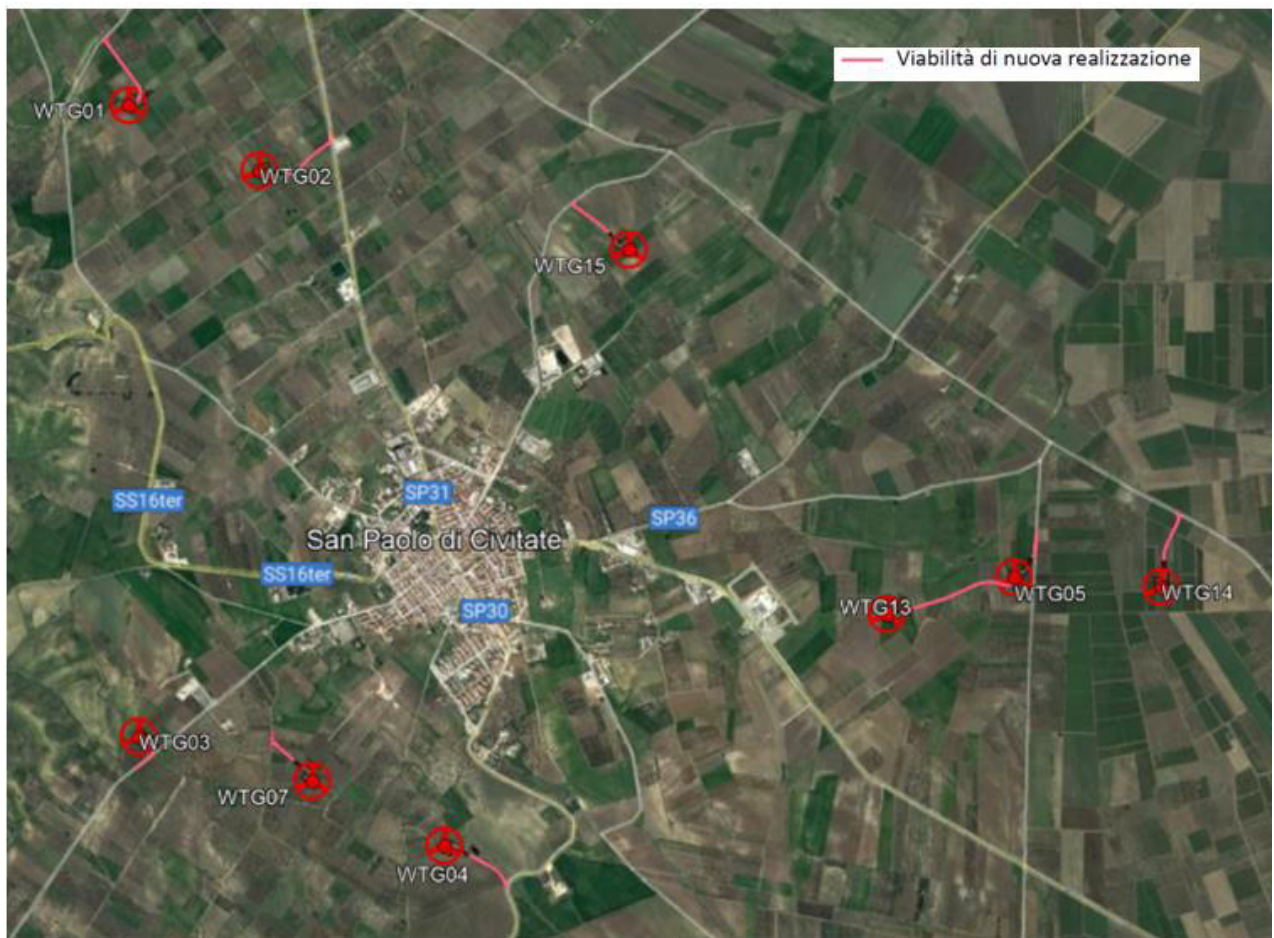 Viabilità di nuova realizzazione
WTG01
WTG02
WTG15
SP31
SS16ter
SP36
San Paolo di Civitate
SS16ter
WTG05
WTG14
WTG13
SP30
WTG03
WTG07
WTG04